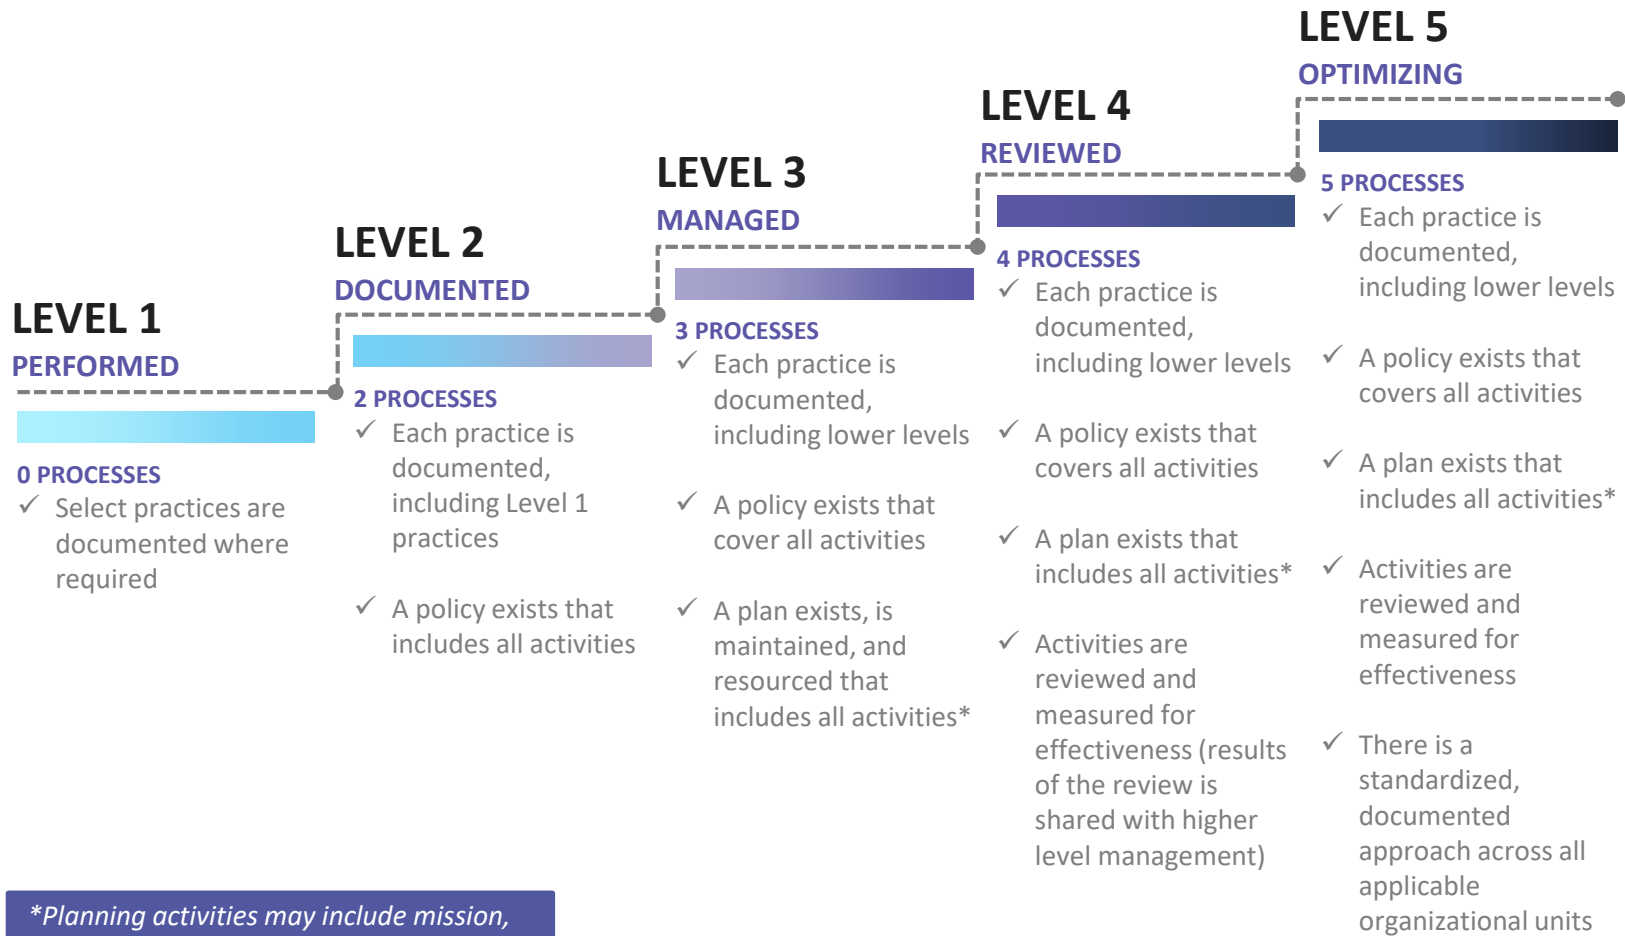 LEVEL 1
PERFORMED
0 PROCESSES
✓ Select practices are
documented where
required
LEVEL 2
DOCUMENTED
2 PROCESSES
✓ Each practice is
documented,
including Level 1
practices
✓ A policy exists that
includes all activities
LEVEL 3
MANAGED
3 PROCESSES
✓ Each practice is
documented,
including lower levels
✓ A policy exists that
cover all activities
✓ A plan exists, is
maintained, and
resourced that
includes all activities*
LEVEL 4
REVIEWED
4 PROCESSES
✓ Each practice is
documented,
including lower levels
✓ A policy exists that
covers all activities
✓ A plan exists that
includes all activities*
✓ Activities are
reviewed and
measured for
effectiveness (results
of the review is
shared with higher
level management)
LEVEL 5
OPTIMIZING
5 PROCESSES
✓ Each practice is
documented,
including lower levels
✓ A policy exists that
covers all activities
✓ A plan exists that
includes all activities*
✓ Activities are
reviewed and
measured for
effectiveness
✓ There is a
standardized,
documented
approach across all
applicable
organizational units
*Planning activities may include mission,